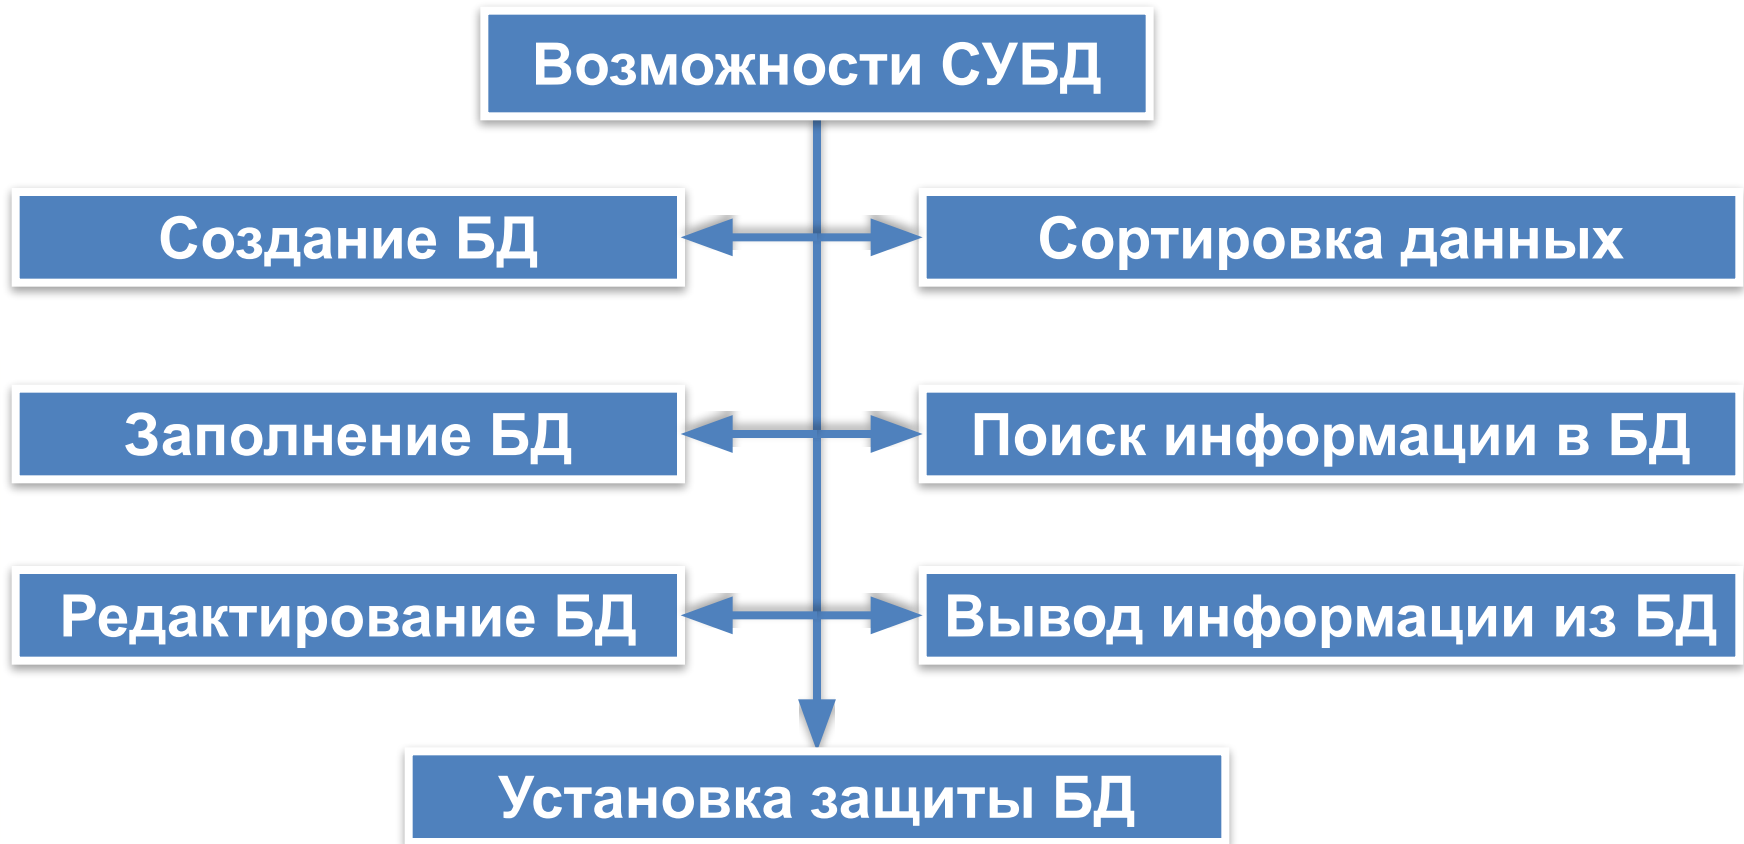 Возможности СУБД
Создание БД
Сортировка данных
Заполнение БД
Поиск информации в БД
Редактирование БД
Вывод информации из БД
Установка защиты БД